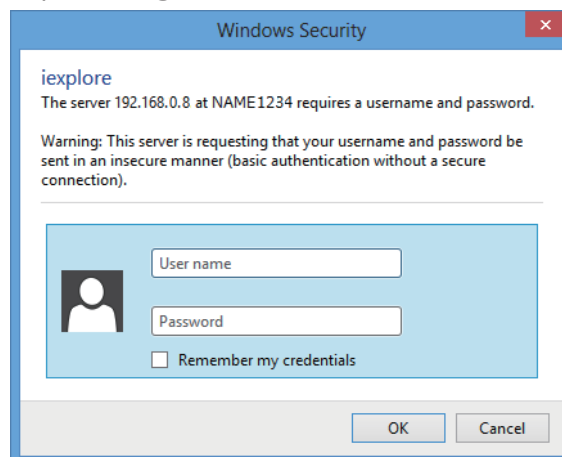 Windows Security
iexplore
The server 192.168.0.8 at NAME1234 requires a username and password.
Warning: This server is requesting that your username and password be
sent in an insecure manner (basic authentication without a secure
connection).
User name
Password
Remember my credentials
OK
Cancel